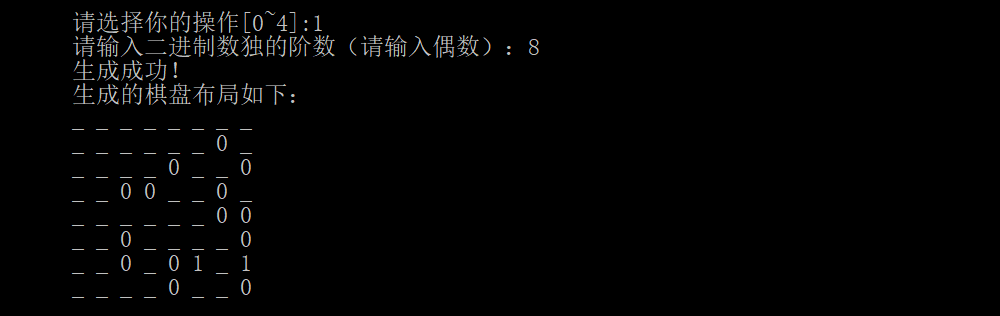 请选择你的操作[0~4]:1
请输入二进制数独的阶数（请输入偶数）：8
生成成功!
生成的棋盘布局如下：
_ _ _ _ _ _ _ _
_ _ _ _ _ _ 0 _
_ _ _ _ 0 _ _ 0
_ _ 0 0 _ _ 0 _
_ _ _ _ _ _ 0 0
_ _ 0 _ _ _ _ 0
_ _ 0 _ 0 1 _ 1
_ _ _ _ 0 _ _ 0